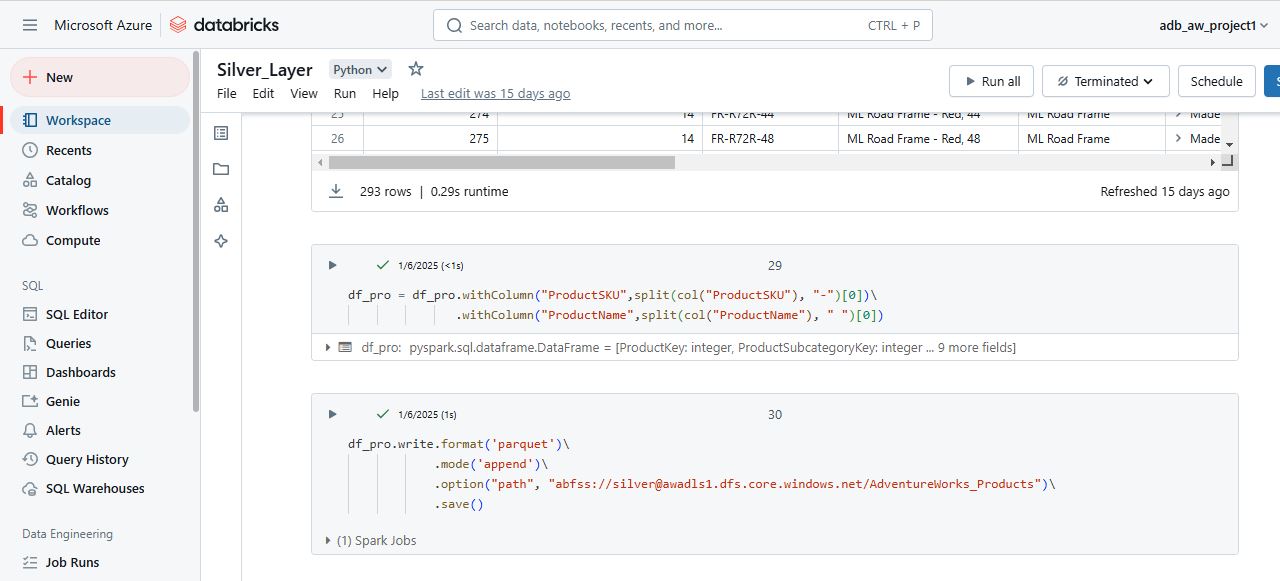 Microsoft Azure databricks Search data, notebooks, recents, and more... CTRL + P adb_aw_project1
New
Workspace
Recents
Catalog
Workflows
Compute
SQL
SQL Editor
Queries
Dashboards
Genie
Alerts
Query History
SQL Warehouses
Data Engineering
Job Runs
Silver_Layer Python
File Edit View Run Help Last edit was 15 days ago
Run all Terminated Schedule
25 274 14 FR-R72R-44 ML Road Frame - Red, 44 ML Road Frame Made
26 275 14 FR-R72R-48 ML Road Frame - Red, 48 ML Road Frame Made
293 rows | 0.29s runtime Refreshed 15 days ago
1/6/2025 (<1s) 29
df_pro = df_pro.withColumn("ProductSKU",split(col("ProductSKU"), "-")[0])\
.withColumn("ProductName",split(col("ProductName"), " ")[0])
df_pro: pyspark.sql.dataframe.DataFrame = [ProductKey: integer, ProductSubcategoryKey: integer ... 9 more fields]
1/6/2025 (1s) 30
df_pro.write.format('parquet')\
.mode('append')\
.option("path", "abfss://silver@awadls1.dfs.core.windows.net/AdventureWorks_Products")\
.save()
(1) Spark Jobs